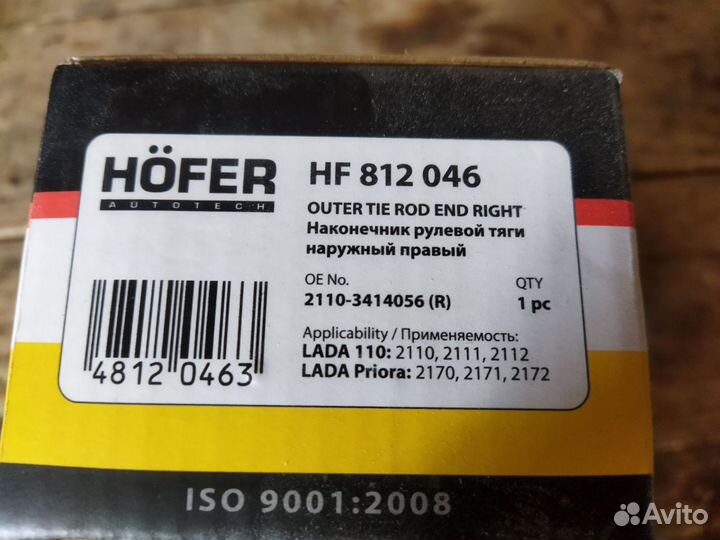 HÖFER
AUTOTECH
HF 812 046
OUTER TIE ROD END RIGHT
Наконечник рулевой тяги
наружный правый
OE No.
QTY
2110-3414056 (R)
1 pc
Applicability / Применяемость:
LADA 110: 2110, 2111, 2112
LADA Priora: 2170, 2171, 2172
4812 0463
ISO 9001:2008
Avito